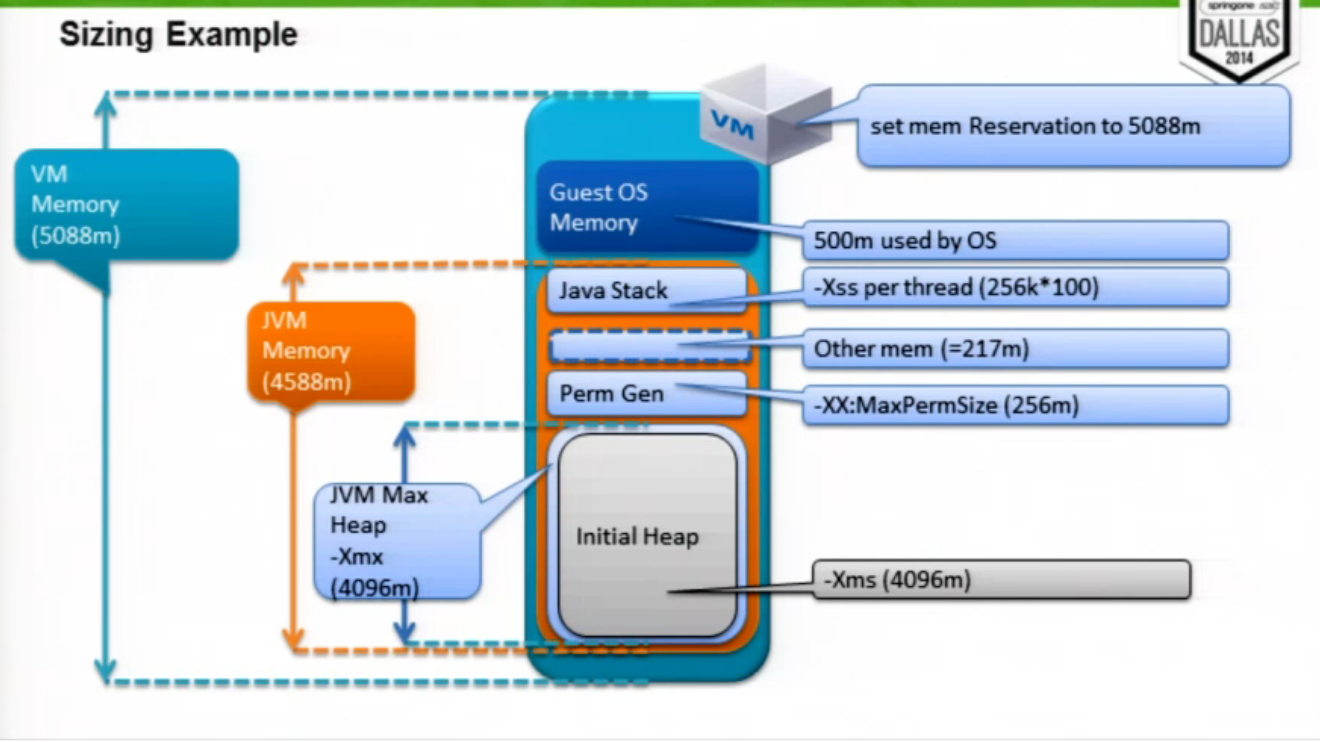 Sizing Example
springone 2GX
DALLAS
2014
VM
set mem Reservation to 5088m
VM
Memory
(5088m)
Guest OS
Memory
500m used by OS
Java Stack
-Xss per thread (256k*100)
JVM
Memory
(4588m)
Other mem (=217m)
Perm Gen
-XX:MaxPermSize (256m)
JVM Max
Heap
-Xmx
(4096m)
Initial Heap
-Xms (4096m)